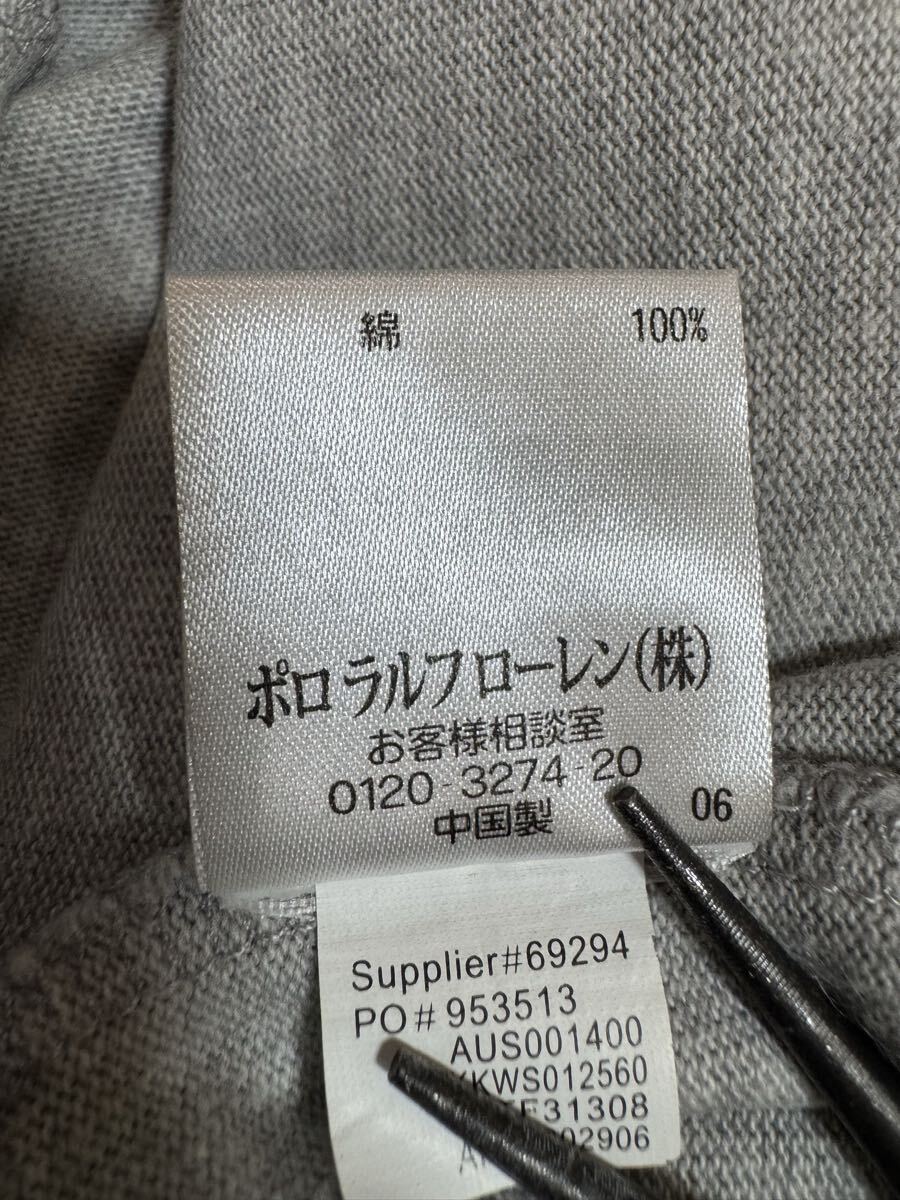 綿 100%
ポロ ラルフ ローレン(株)
お客様相談室
0120-3274-20
中国製 06
Supplier#69294
PO# 953513
AUS001400